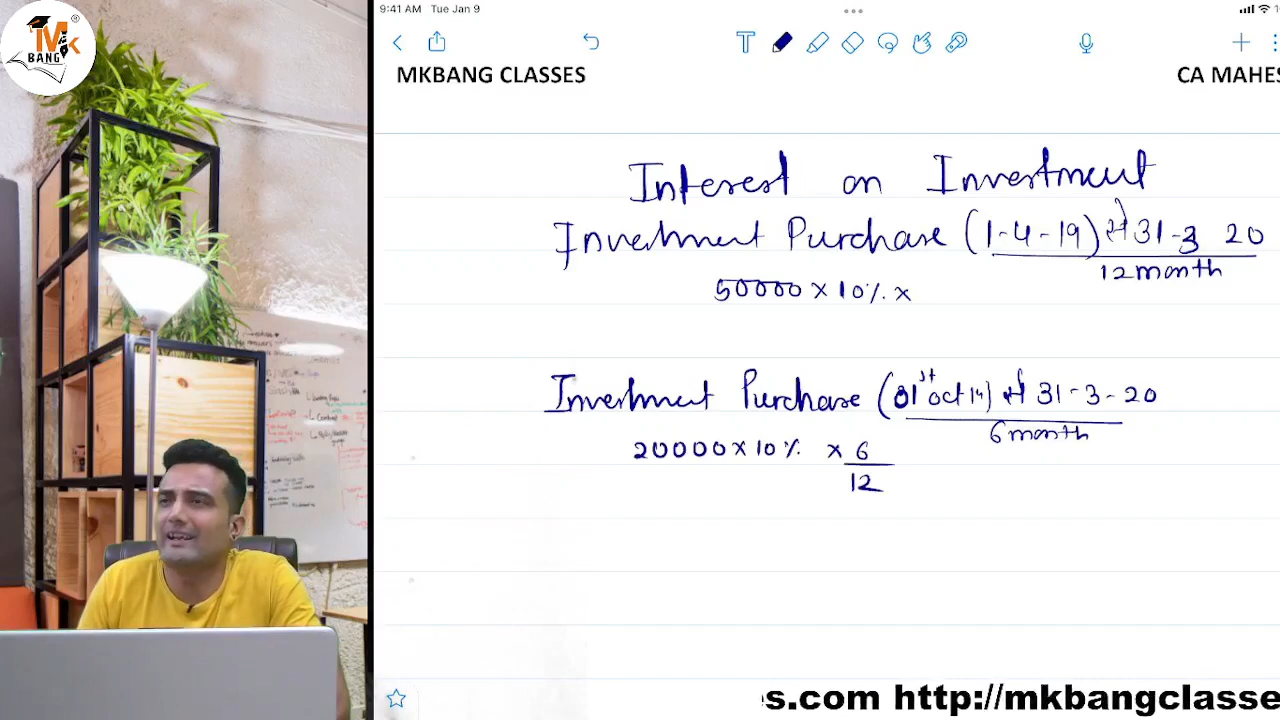 9:41 AM Tue Jan 9
MK
BANG
®
MKBANG CLASSES
CA MAHES
Interest on Investment
Investment Purchase (1-4-19) से 31-3 20
12 month
50000 × 10% ×
Investment Purchase (01st oct 19) से 31-3-20
6 month
20000 × 10% × 6
12
s.com http://mkbangclasse